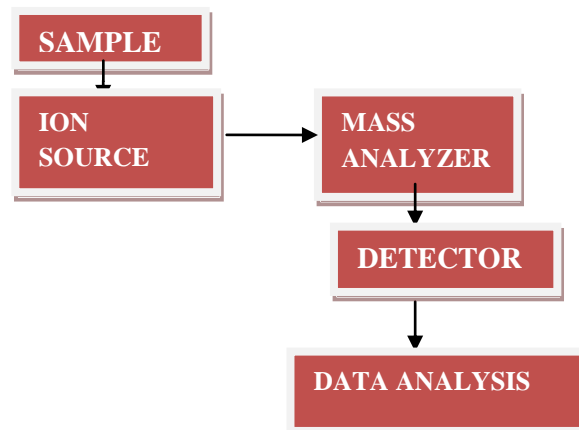 SAMPLE
ION
SOURCE
MASS
ANALYZER
DETECTOR
DATA ANALYSIS